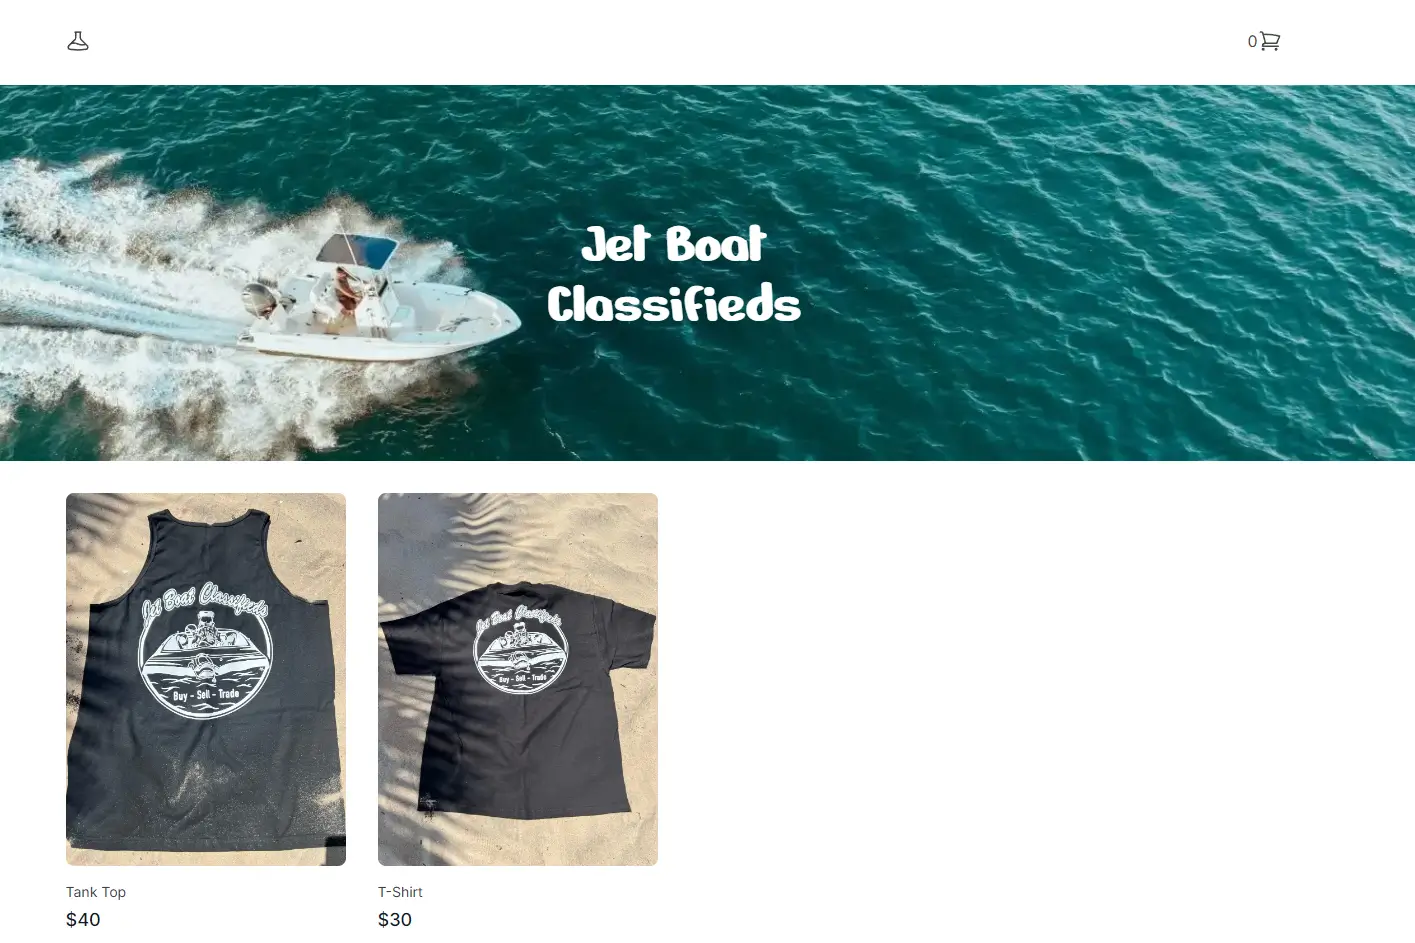 0
Jet Boat
Classifieds
Jet Boat Classifieds
Buy - Sell - Trade
Jet Boat Classifieds
Buy - Sell - Trade
Tank Top
T-Shirt
$40
$30